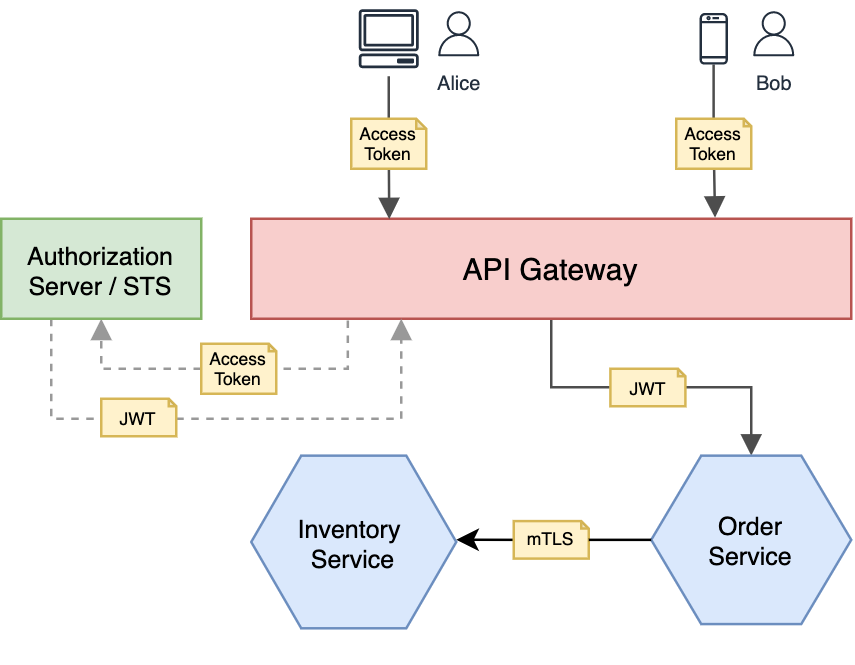 Alice
Bob
Access
Token
Access
Token
Authorization
Server / STS
API Gateway
Access
Token
JWT
JWT
Inventory
Service
mTLS
Order
Service